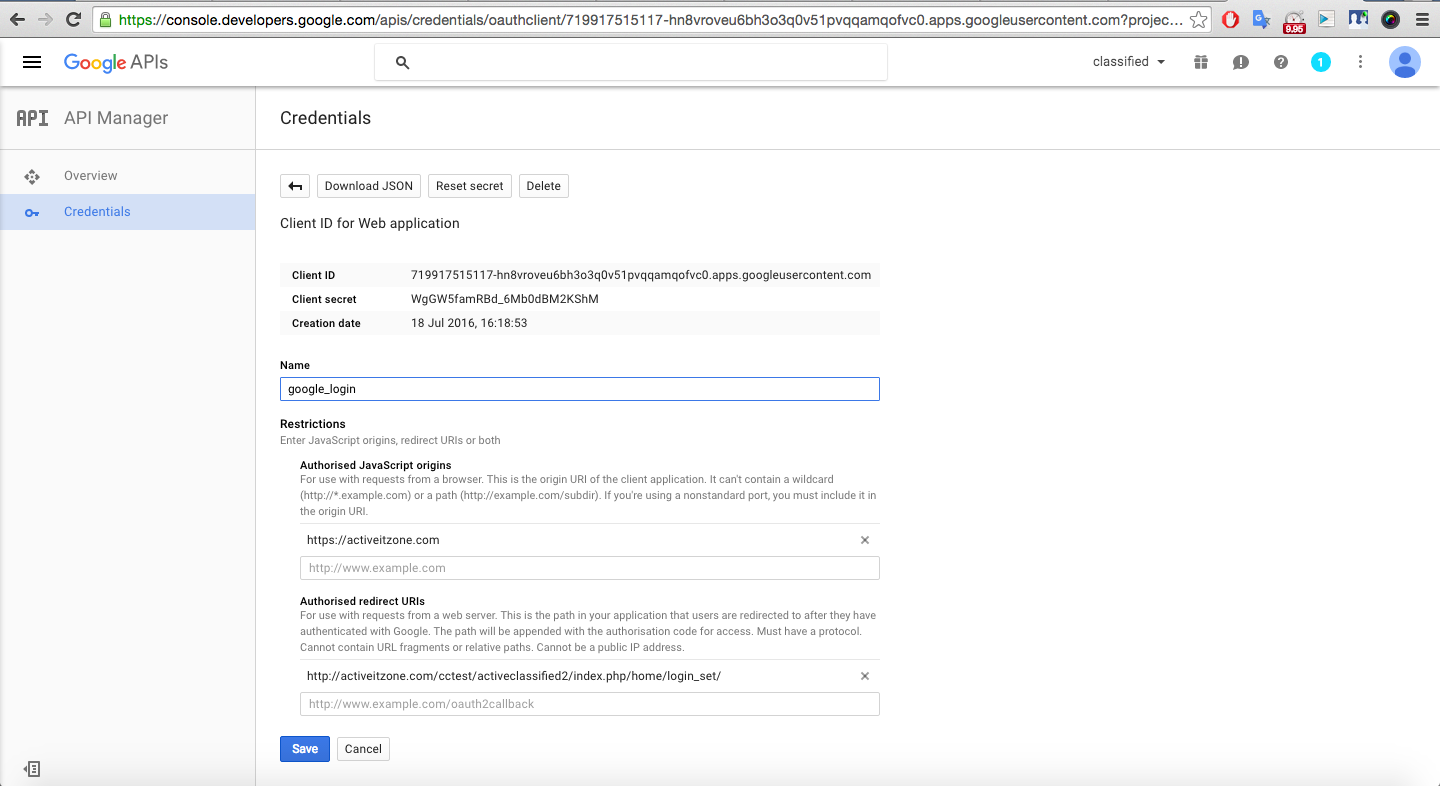 https://console.developers.google.com/apis/credentials/oauthclient/719917515117-hn8vroveu6bh3o3q0v51pvqqamqofvc0.apps.googleusercontent.com?projec...
9.95
Google APIs
classified
1
API API Manager
Credentials
Overview
Credentials
Download JSON Reset secret Delete
Client ID for Web application
Client ID 719917515117-hn8vroveu6bh3o3q0v51pvqqamqofvc0.apps.googleusercontent.com
Client secret WgGW5famRBd_6Mb0dBM2KShM
Creation date 18 Jul 2016, 16:18:53
Name
google_login
Restrictions
Enter JavaScript origins, redirect URIs or both
Authorised JavaScript origins
For use with requests from a browser. This is the origin URI of the client application. It can't contain a wildcard
(http://*.example.com) or a path (http://example.com/subdir). If you're using a nonstandard port, you must include it in
the origin URI.
https://activeitzone.com
http://www.example.com
Authorised redirect URIs
For use with requests from a web server. This is the path in your application that users are redirected to after they have
authenticated with Google. The path will be appended with the authorisation code for access. Must have a protocol.
Cannot contain URL fragments or relative paths. Cannot be a public IP address.
http://activeitzone.com/cctest/activeclassified2/index.php/home/login_set/
http://www.example.com/oauth2callback
Save Cancel